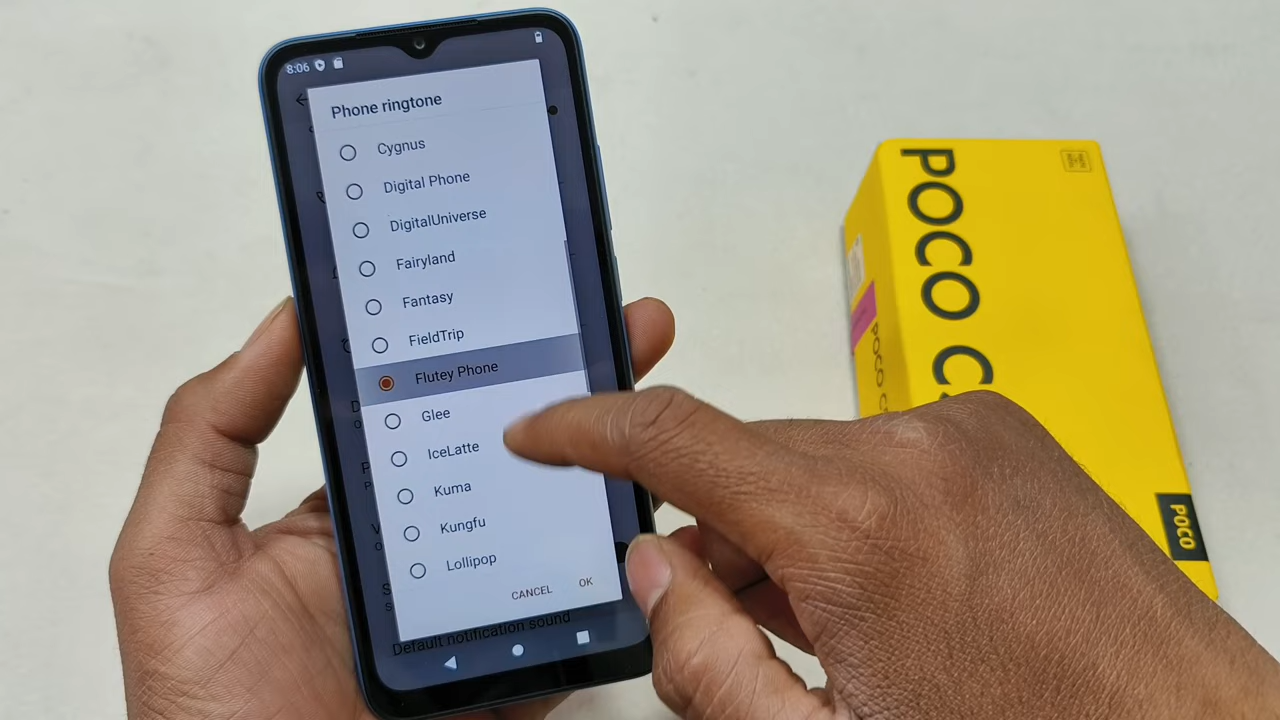 8:06
Phone ringtone
Cygnus
Digital Phone
DigitalUniverse
Fairyland
Fantasy
FieldTrip
Flutey Phone
Glee
IceLatte
Kuma
Kungfu
Lollipop
CANCEL OK
Default notification sound
POCO C
POCO C
POCO